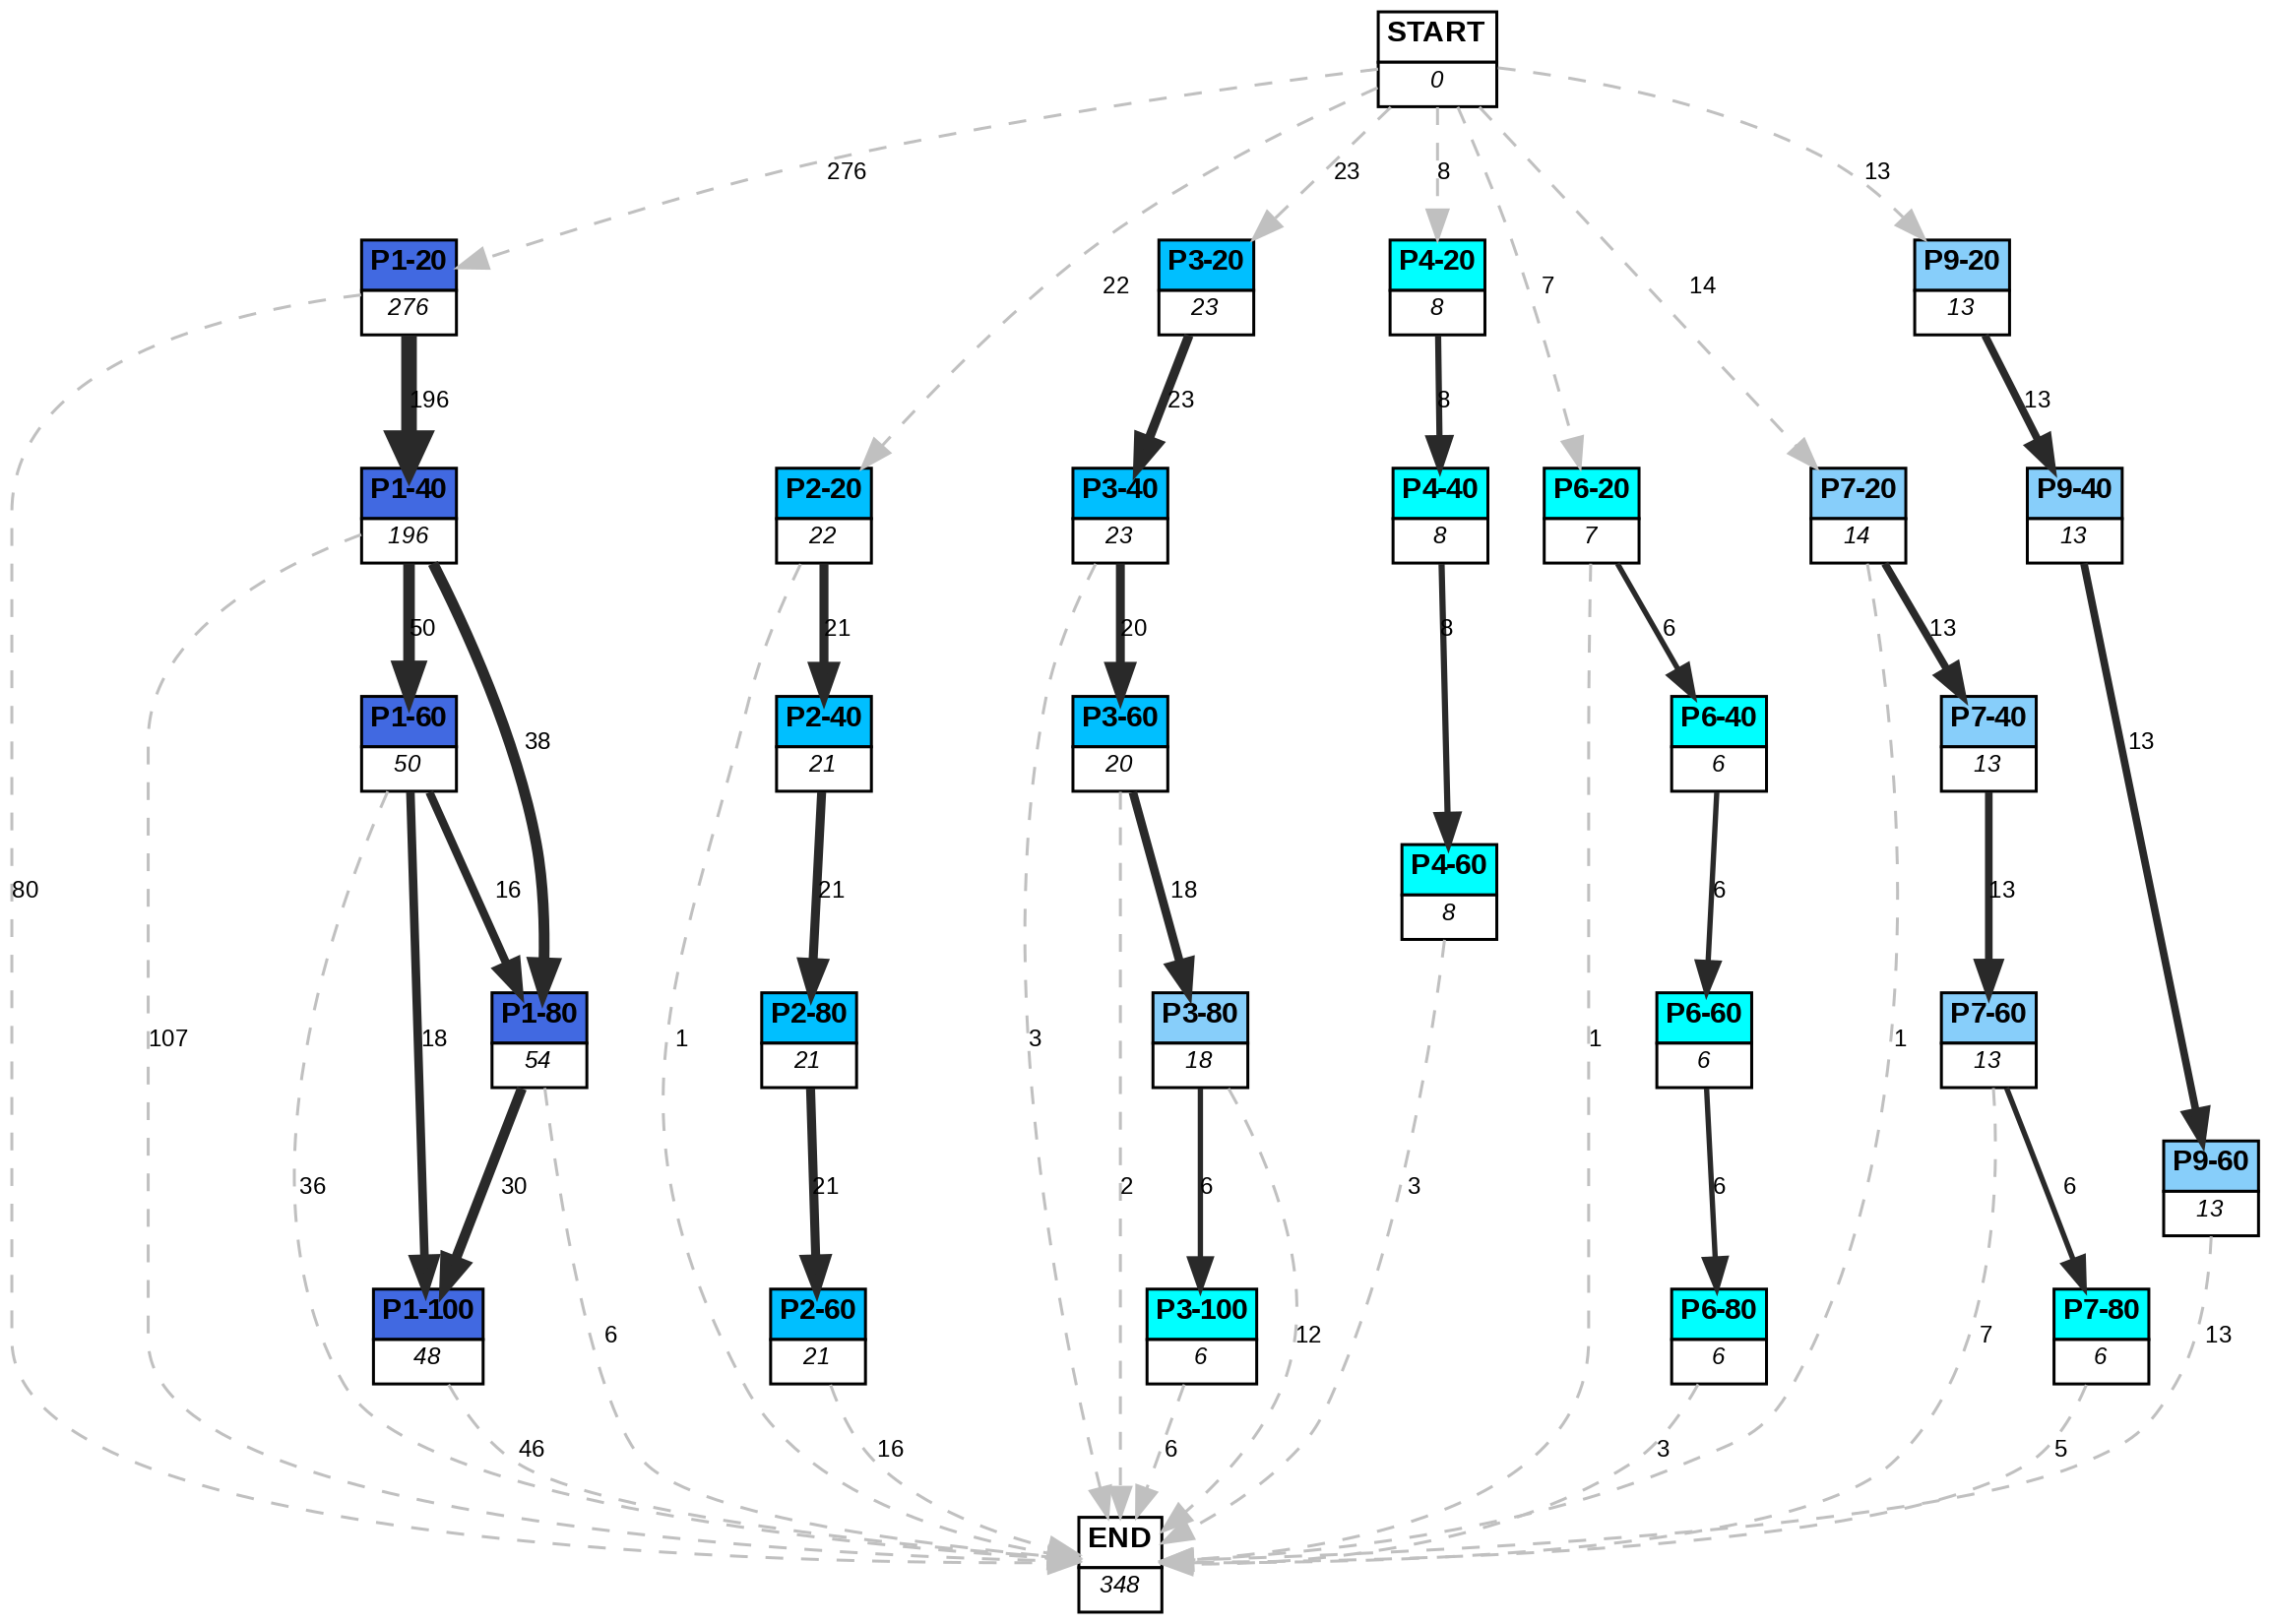 START
0
276
23
8
13
P1-20
276
P3-20
23
P4-20
8
P9-20
13
22
7
14
196
23
8
13
P1-40
196
P2-20
22
P3-40
23
P4-40
8
P6-20
7
P7-20
14
P9-40
13
50
21
20
8
6
13
P1-60
50
38
P2-40
21
P3-60
20
P6-40
6
P7-40
13
13
80
16
21
18
P4-60
8
6
13
107
18
P1-80
54
1
P2-80
21
3
P3-80
18
1
P6-60
6
1
P7-60
13
36
30
21
2
6
3
6
6
P9-60
13
P1-100
48
6
P2-60
21
P3-100
6
12
P6-80
6
7
P7-80
6
13
46
16
6
3
5
END
348